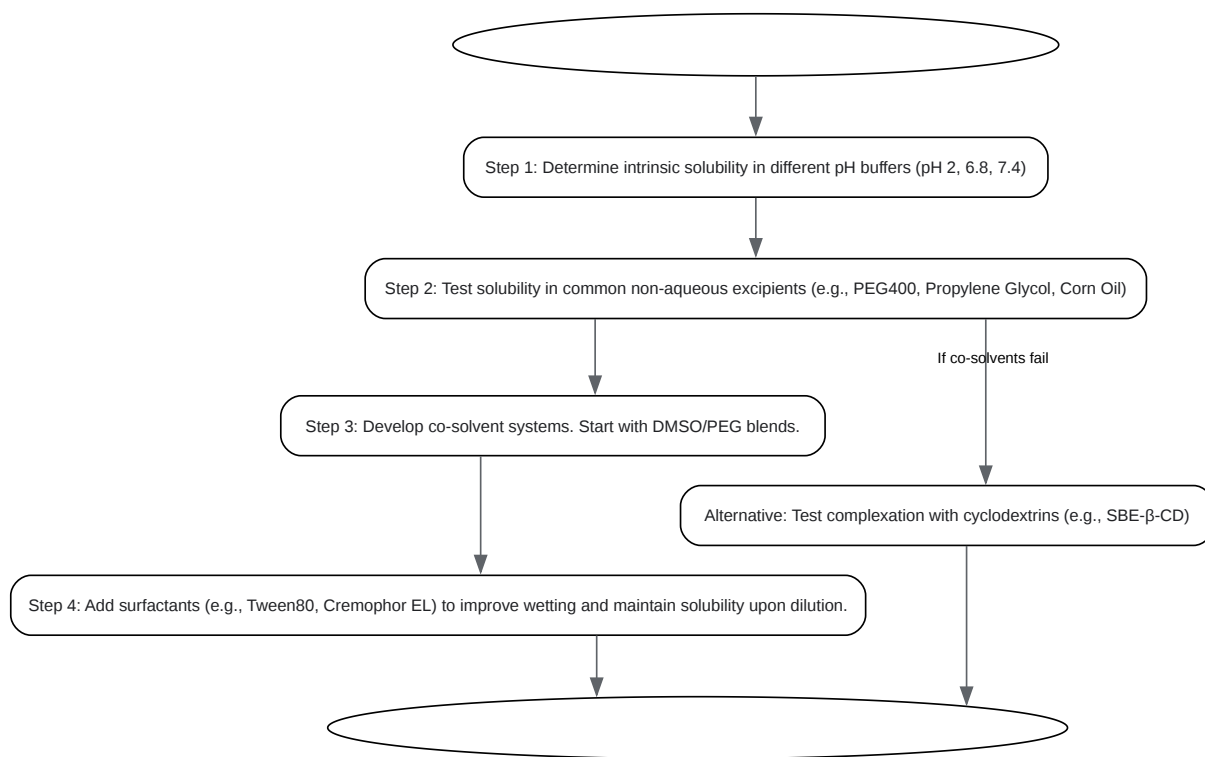 Step 1: Determine intrinsic solubility in different pH buffers (pH 2, 6.8, 7.4)
Step 2: Test solubility in common non-aqueous excipients (e.g., PEG400, Propylene Glycol, Corn Oil)
If co-solvents fail
Step 3: Develop co-solvent systems. Start with DMSO/PEG blends.
Alternative: Test complexation with cyclodextrins (e.g., SBE-β-CD)
Step 4: Add surfactants (e.g., Tween80, Cremophor EL) to improve wetting and maintain solubility upon dilution.